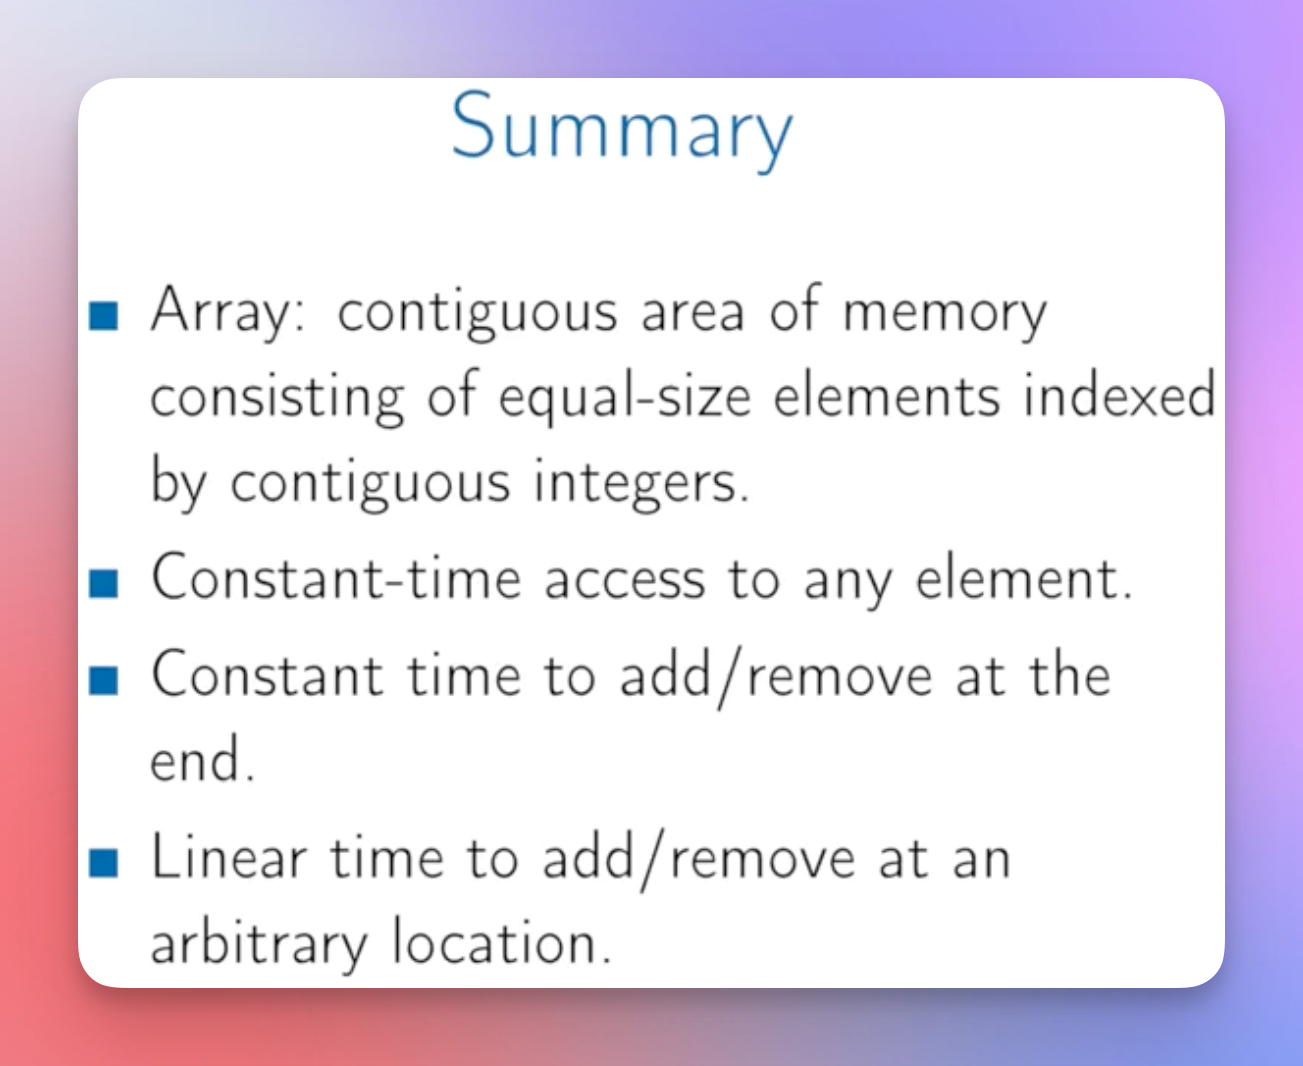 Summary
Array: contiguous area of memory
consisting of equal-size elements indexed
by contiguous integers.
Constant-time access to any element.
Constant time to add/remove at the
end.
Linear time to add/remove at an
arbitrary location.